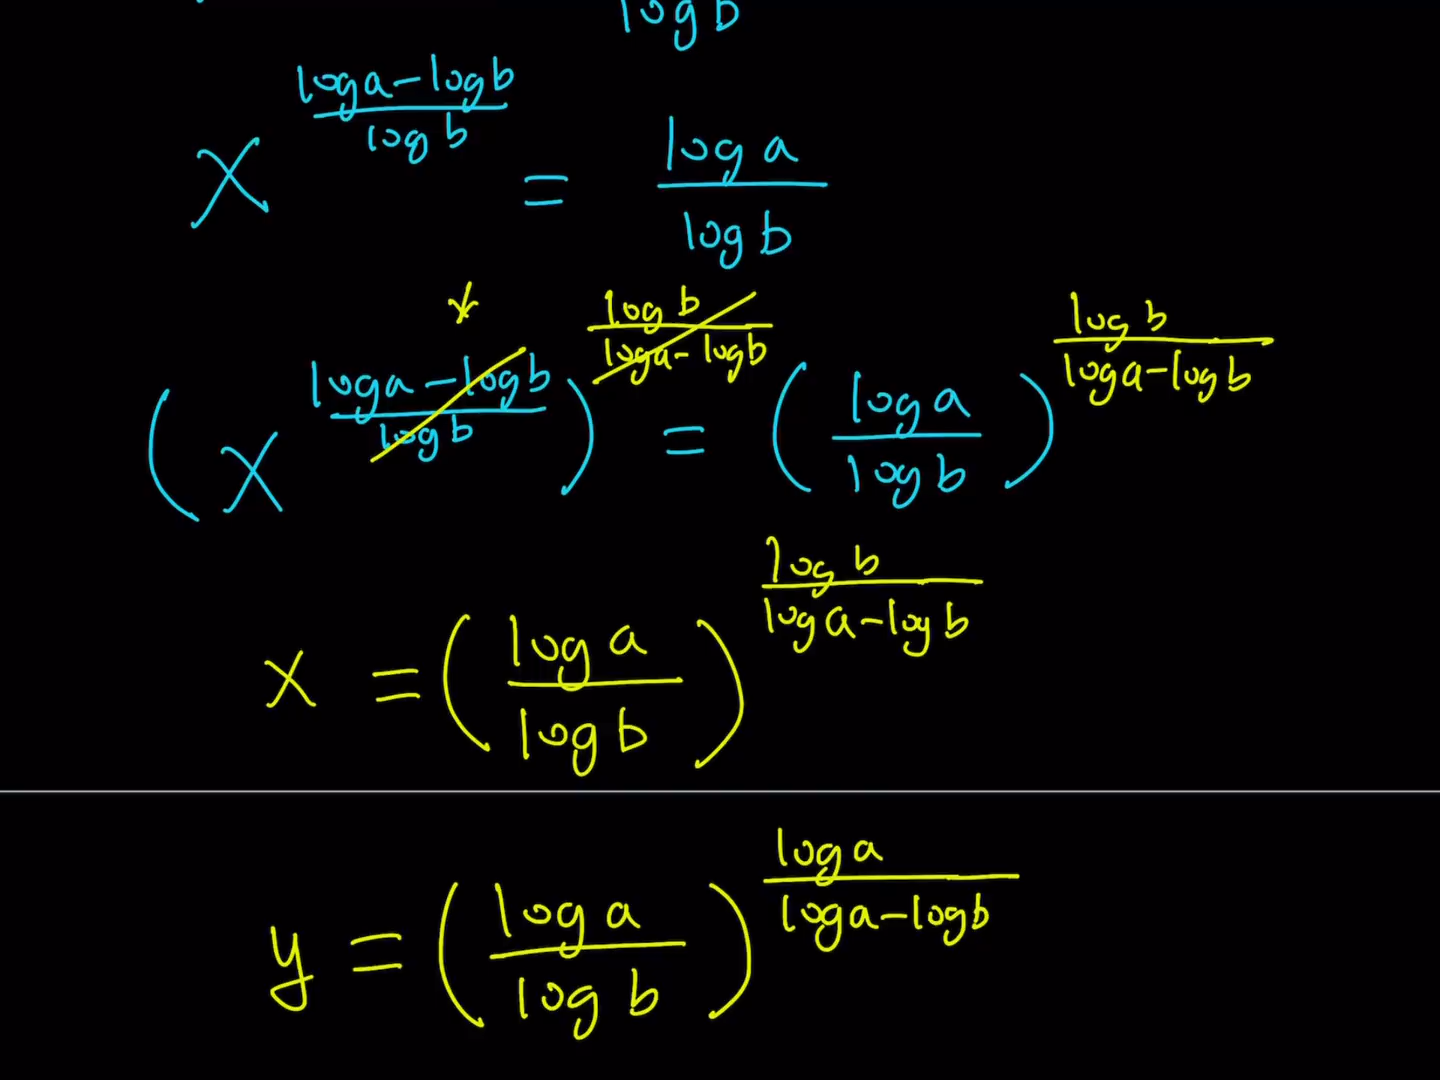 log b
x^((log a - log b)/(log b)) = (log a)/(log b)
(x^((log a - log b)/(log b)))^((log b)/(log a - log b)) = ((log a)/(log b))^((log b)/(log a - log b))
x = ((log a)/(log b))^((log b)/(log a - log b))
y = ((log a)/(log b))^((log a)/(log a - log b))